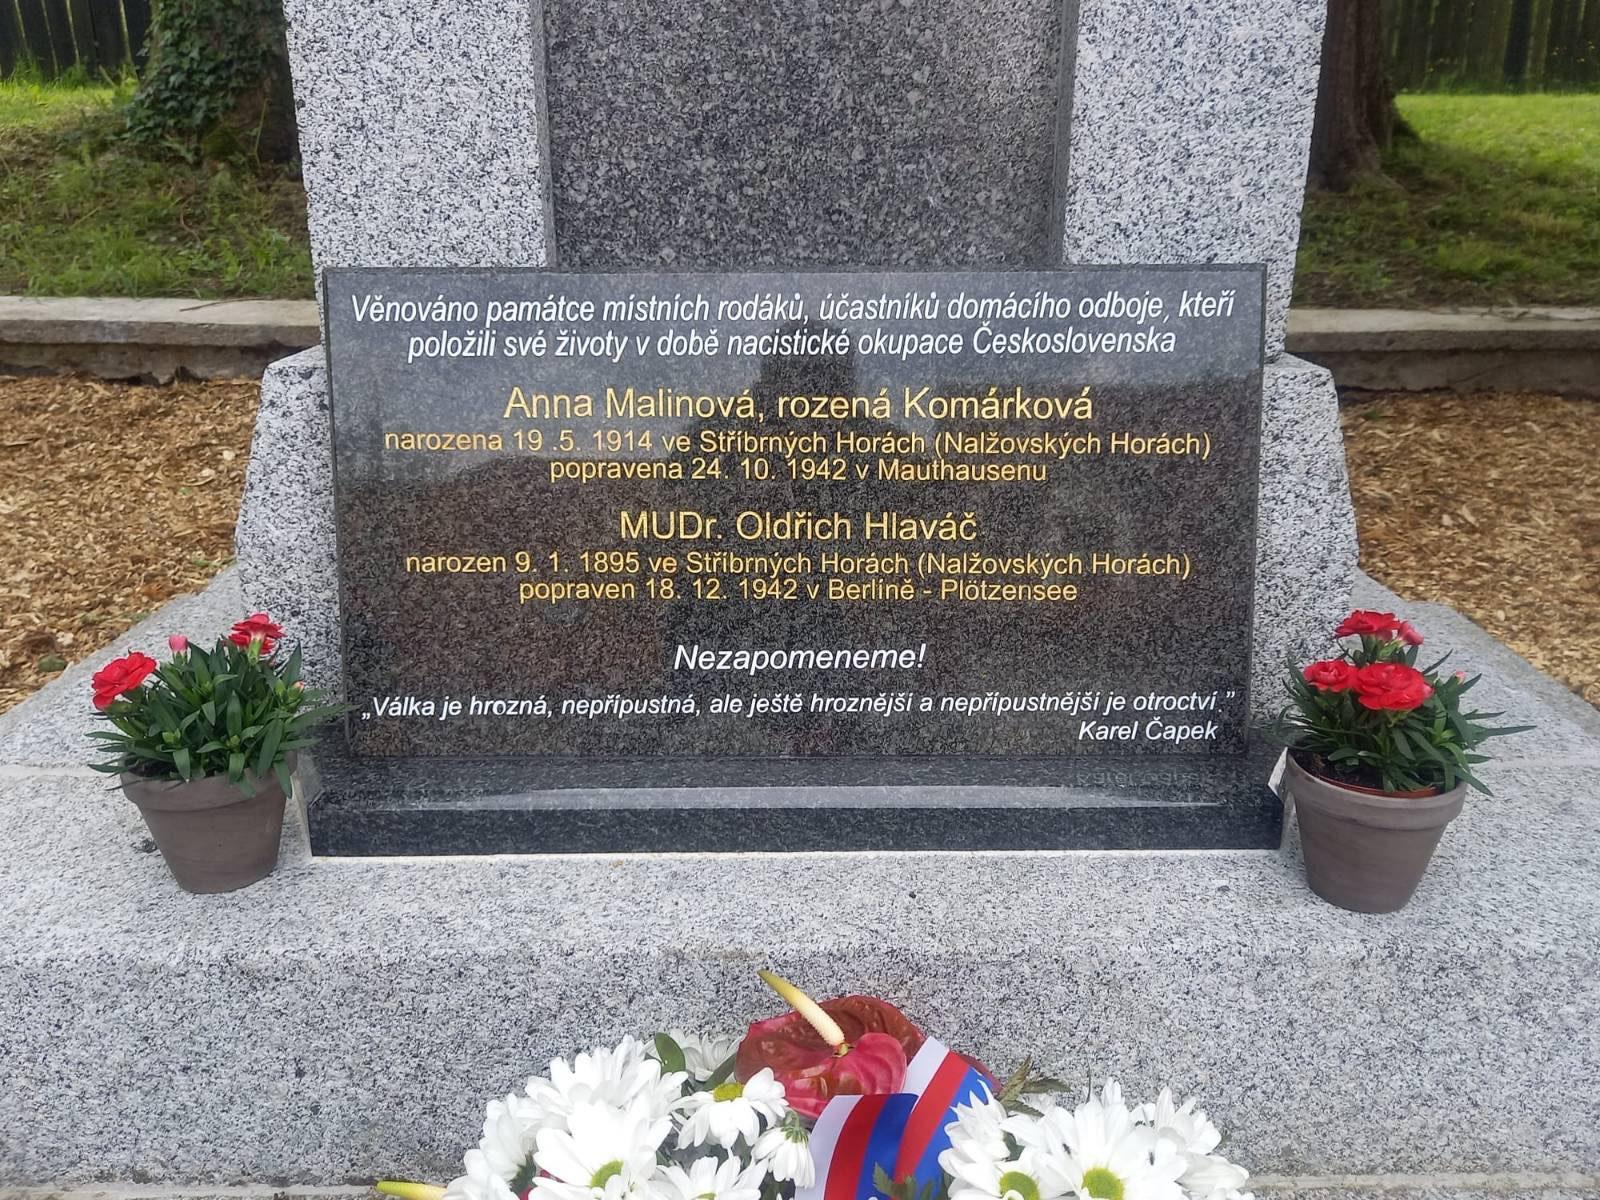 Věnováno památce místních rodáků, účastníků domácího odboje, kteří
položili své životy v době nacistické okupace Československa
Anna Malinová, rozená Komárková
narozena 19 .5. 1914 ve Stříbrných Horách (Nalžovských Horách)
popravena 24. 10. 1942 v Mauthausenu
MUDr. Oldřich Hlaváč
narozen 9. 1. 1895 ve Stříbrných Horách (Nalžovských Horách)
popraven 18. 12. 1942 v Berlíně - Plötzensee
Nezapomeneme!
„Válka je hrozná, nepřípustná, ale ještě hroznější a nepřípustnější je otroctví.”
Karel Čapek